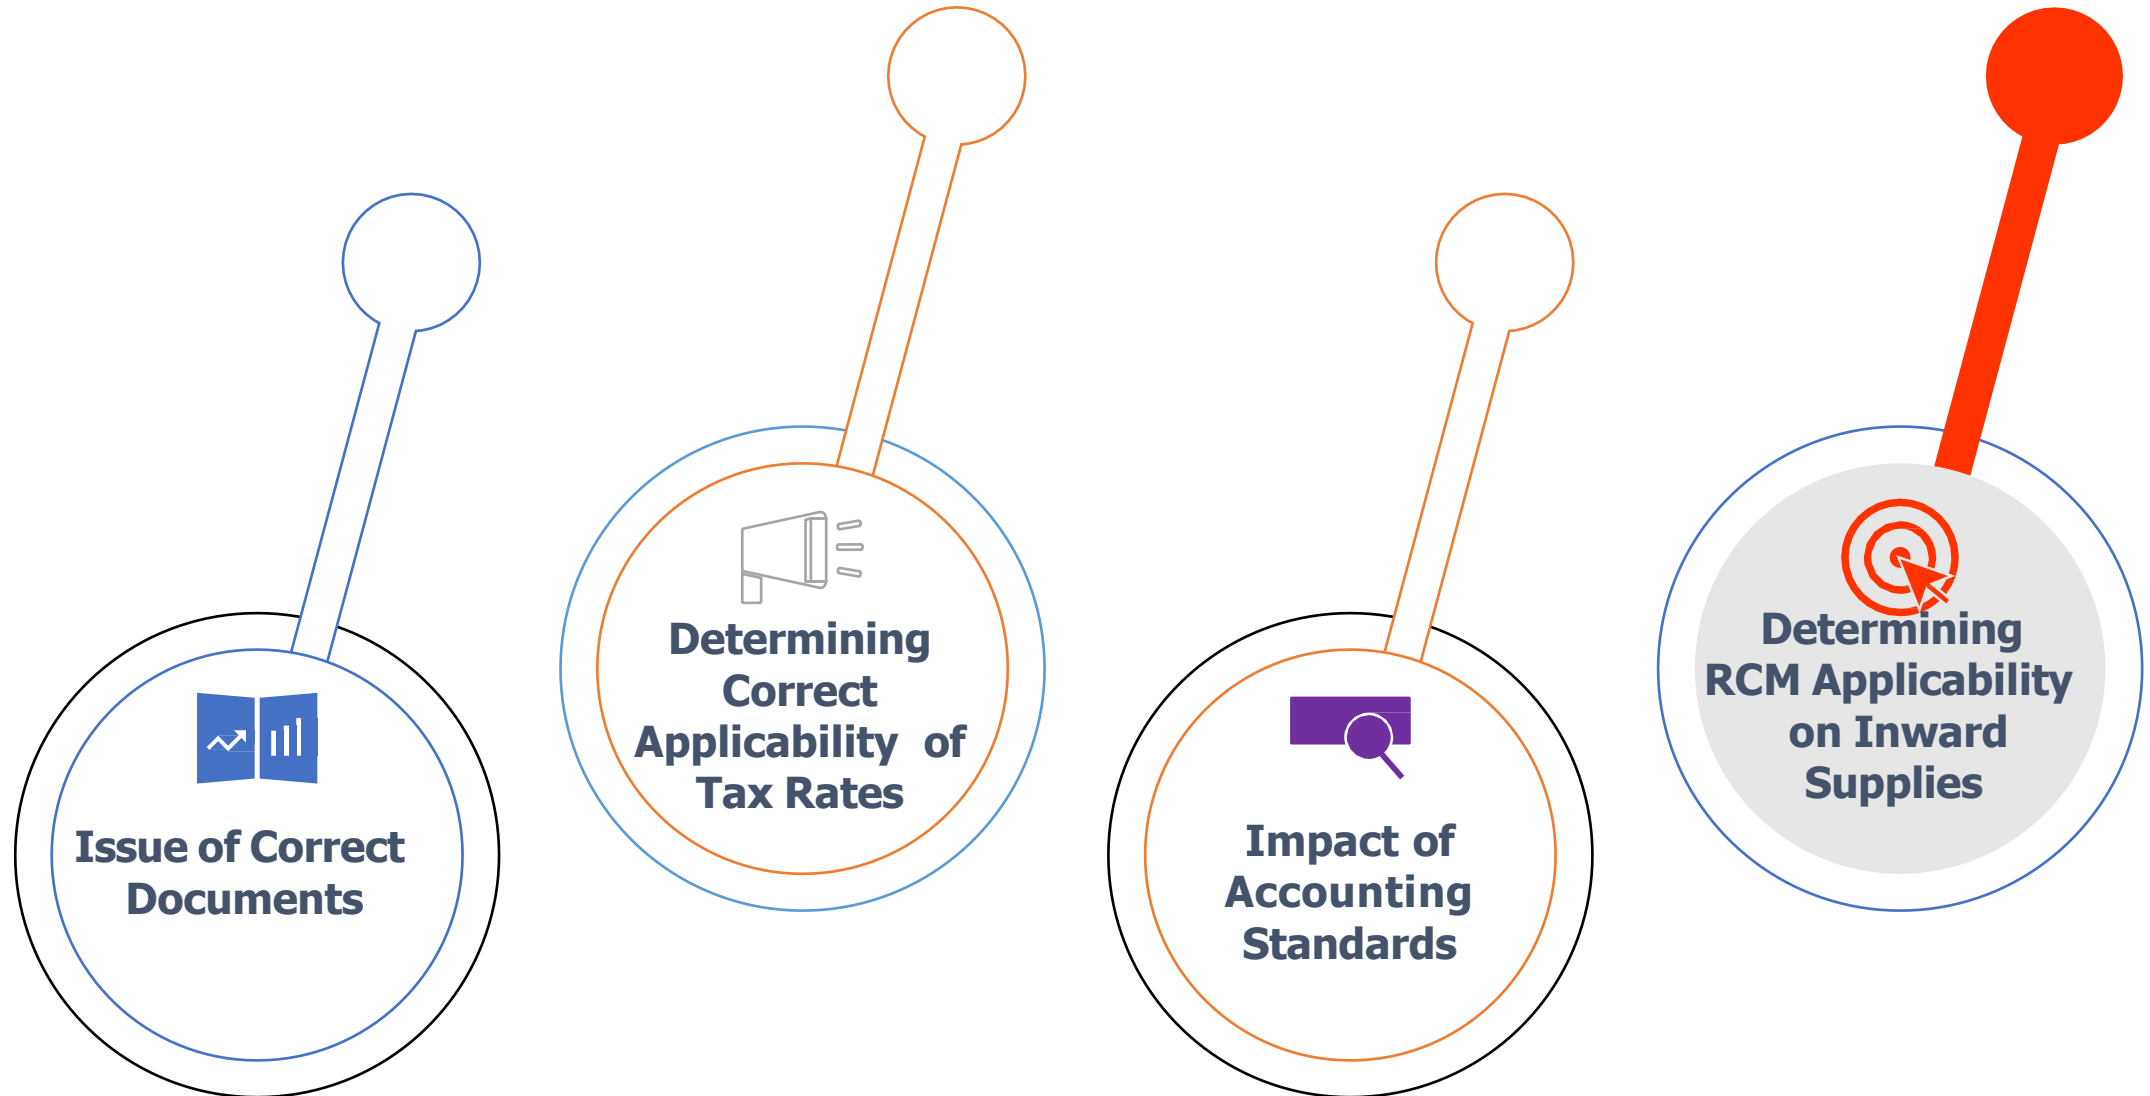 Issue of Correct
Documents
Determining
Correct
Applicability of
Tax Rates
Impact of
Accounting
Standards
Determining
RCM Applicability
on Inward
Supplies